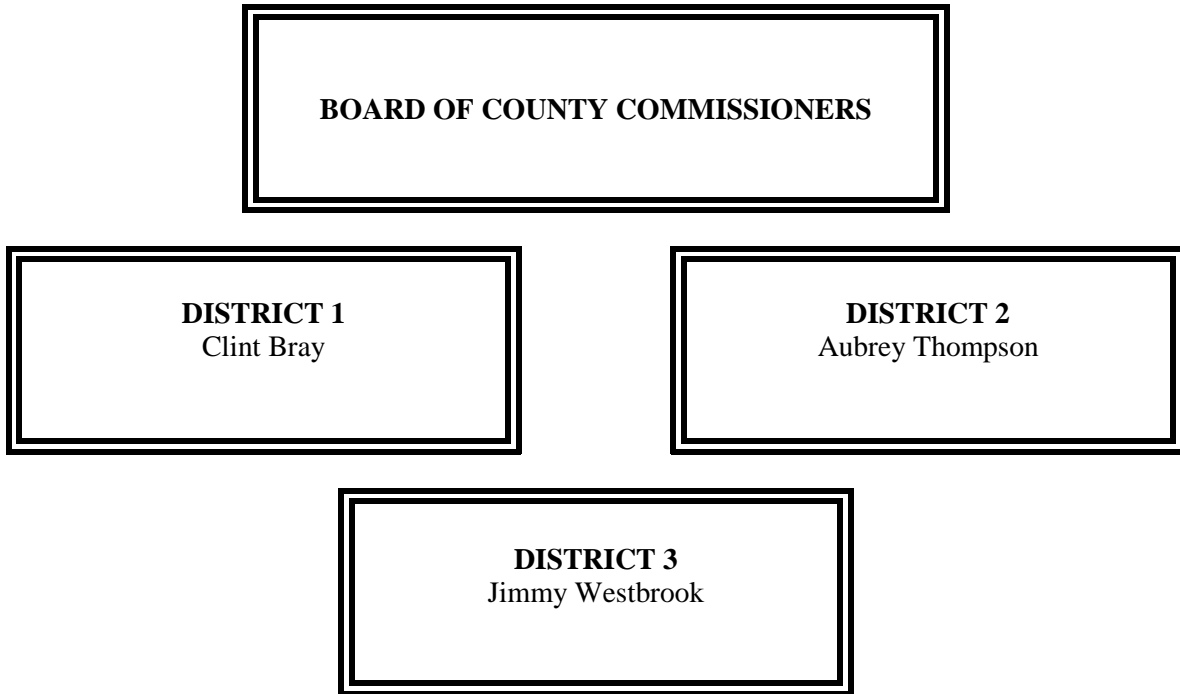 BOARD OF COUNTY COMMISSIONERS
DISTRICT 1
Clint Bray
DISTRICT 2
Aubrey Thompson
DISTRICT 3
Jimmy Westbrook